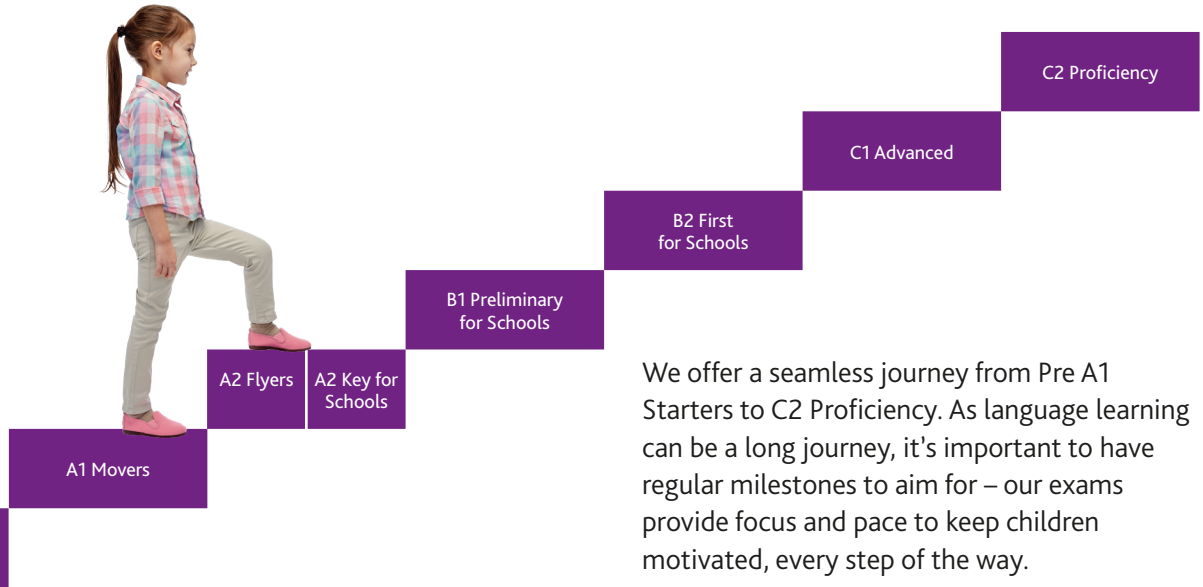 C2 Proficiency
C1 Advanced
B2 First
for Schools
B1 Preliminary
for Schools
A2 Flyers
A2 Key for
Schools
A1 Movers
We offer a seamless journey from Pre A1
Starters to C2 Proficiency. As language learning
can be a long journey, it's important to have
regular milestones to aim for – our exams
provide focus and pace to keep children
motivated, every step of the way.